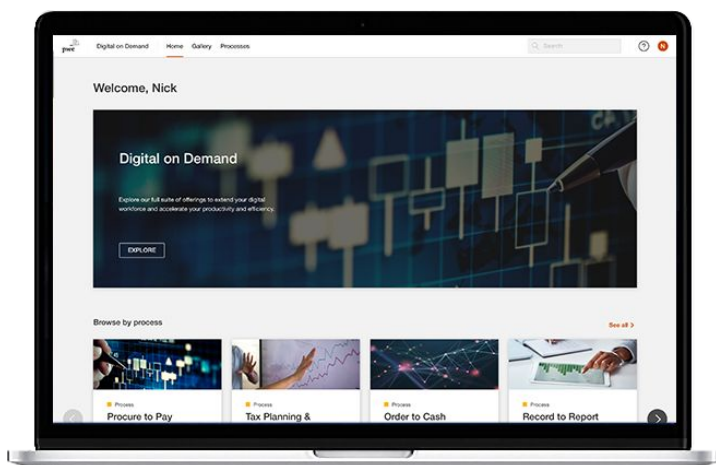 pwc
Digital on Demand Home Gallery Processes Search ? N
Welcome, Nick
Digital on Demand
Explore our full suite of offerings to extend your digital
workforce and accelerate your productivity and efficiency.
EXPLORE
Browse by process
See all >
Process Process Process Process
Procure to Pay Tax Planning & Order to Cash Record to Report